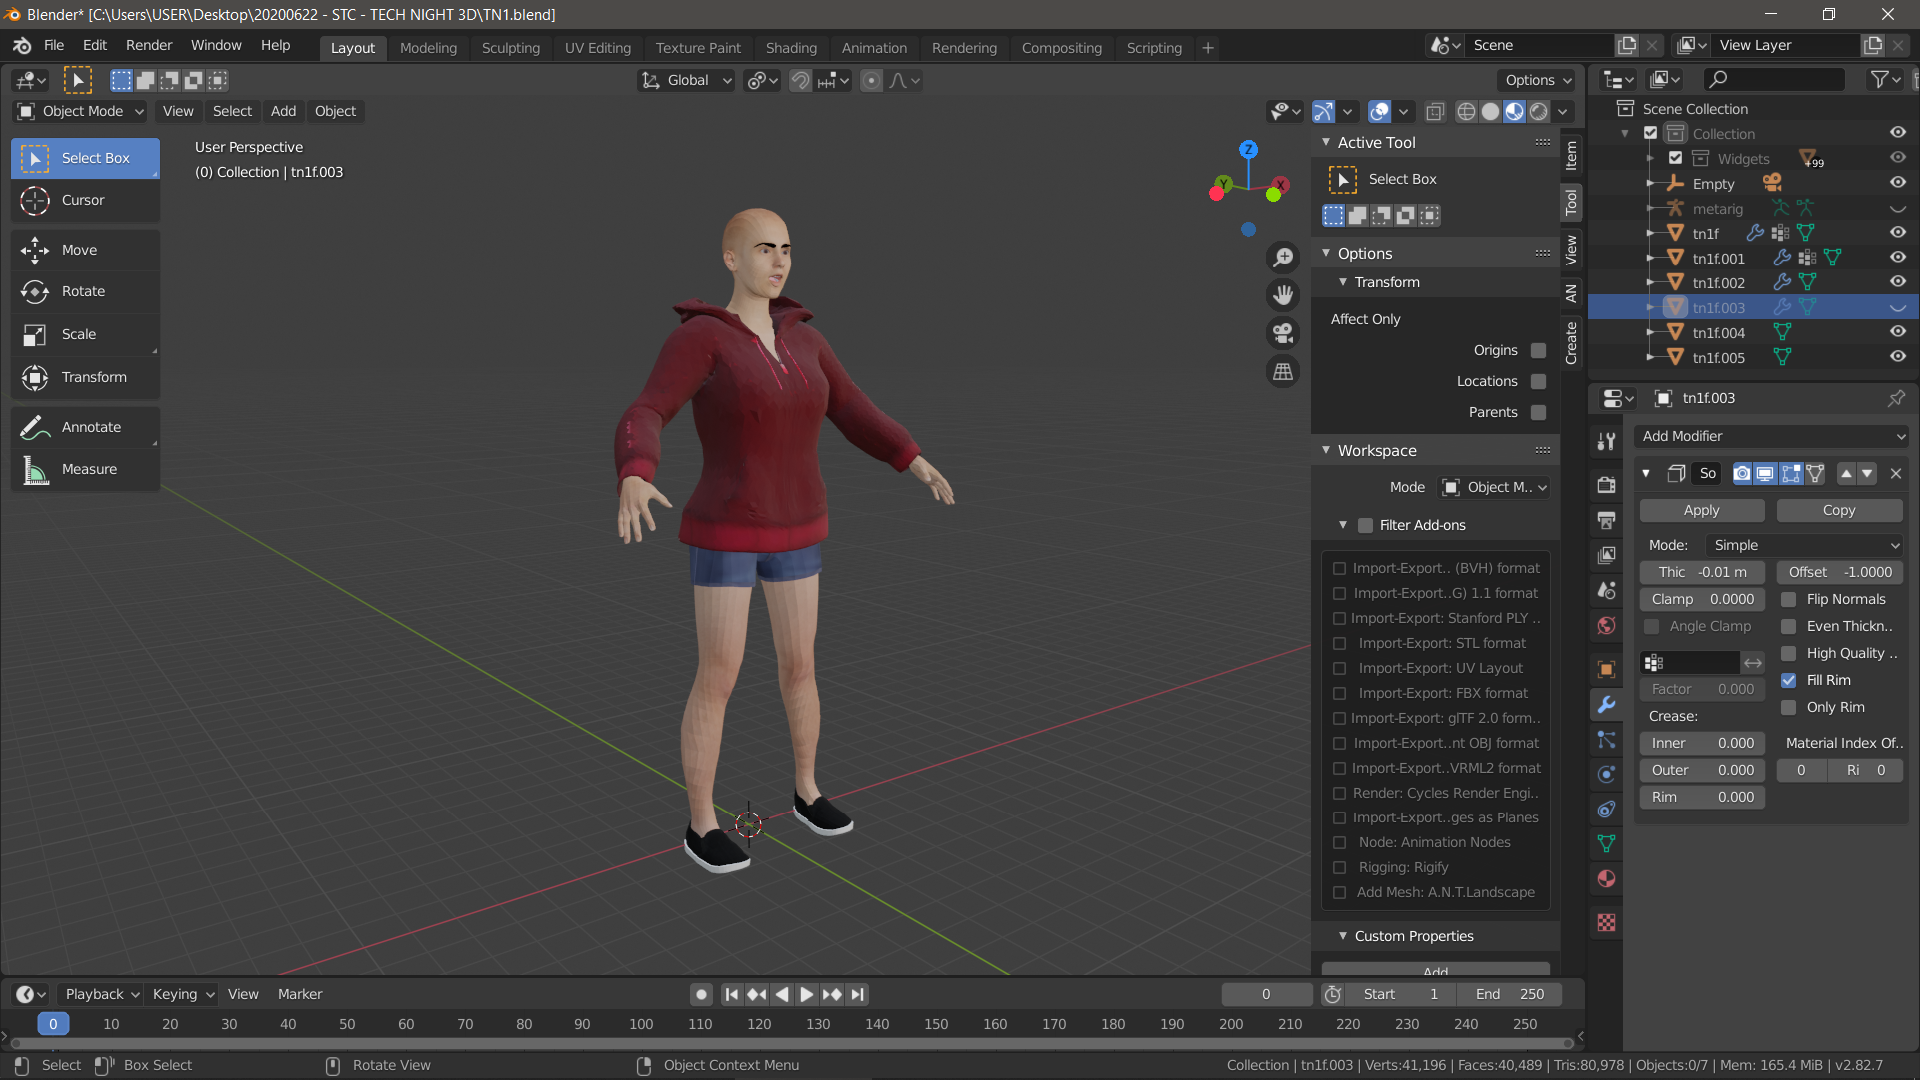 Blender* [C:\Users\USER\Desktop\20200622 - STC - TECH NIGHT 3D\TN1.blend]
File Edit Render Window Help Layout Modeling Sculpting UV Editing Texture Paint Shading Animation Rendering Compositing Scripting + Scene View Layer
Global Options
Object Mode View Select Add Object
Select Box
Cursor
Move
Rotate
Scale
Transform
Annotate
Measure
User Perspective
(0) Collection | tn1f.003
Z
Y
X
Active Tool
Select Box
Options
Transform
Affect Only
Origins
Locations
Parents
Workspace
Mode Object M..
Filter Add-ons
Import-Export.. (BVH) format
Import-Export..G) 1.1 format
Import-Export: Stanford PLY ..
Import-Export: STL format
Import-Export: UV Layout
Import-Export: FBX format
Import-Export: glTF 2.0 form..
Import-Export..nt OBJ format
Import-Export..VRML2 format
Render: Cycles Render Engi..
Import-Export..ges as Planes
Node: Animation Nodes
Rigging: Rigify
Add Mesh: A.N.T.Landscape
Custom Properties
Add
Item
Tool
View
AN
Create
Scene Collection
Collection
Widgets +99
Empty
metarig
tn1f
tn1f.001
tn1f.002
tn1f.003
tn1f.004
tn1f.005
tn1f.003
Add Modifier
So
Apply Copy
Mode: Simple
Thic -0.01 m Offset -1.0000
Clamp 0.0000 Flip Normals
Angle Clamp Even Thickn..
High Quality ..
Factor 0.000 Fill Rim
Crease: Only Rim
Inner 0.000 Material Index Of..
Outer 0.000 0 Ri 0
Rim 0.000
Playback Keying View Marker 0 Start 1 End 250
0 10 20 30 40 50 60 70 80 90 100 110 120 130 140 150 160 170 180 190 200 210 220 230 240 250
Select Box Select Rotate View Object Context Menu Collection | tn1f.003 | Verts:41,196 | Faces:40,489 | Tris:80,978 | Objects:0/7 | Mem: 165.4 MiB | v2.82.7